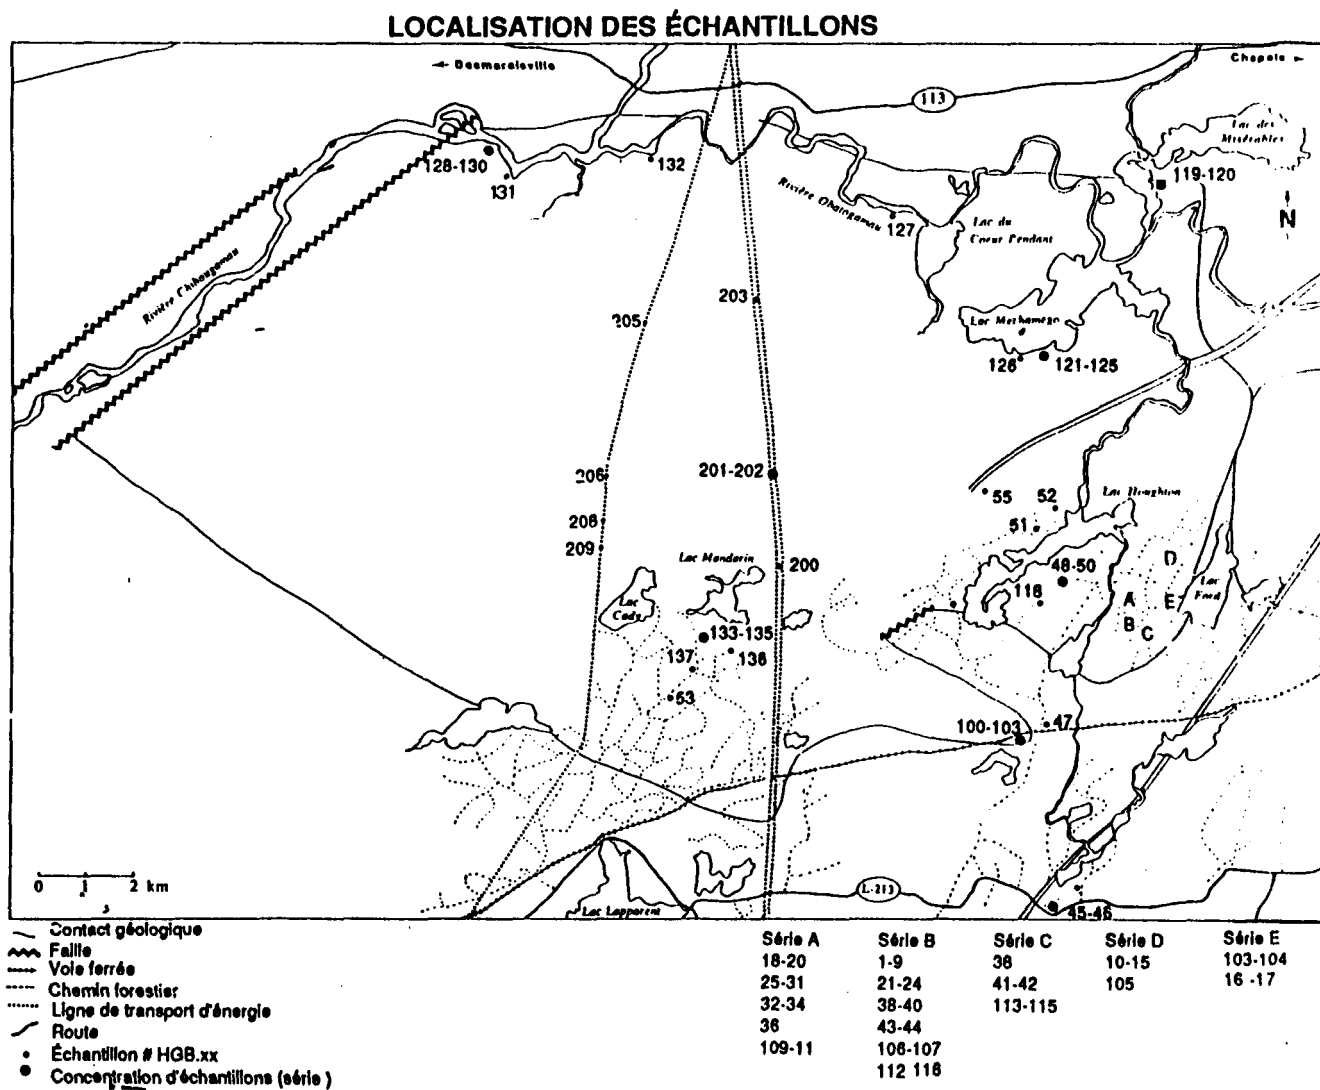 LOCALISATION DES ÉCHANTILLONS
← Desmaraisville
Chapais →
113
Lac des
Misérables
128-130
131
132
119-120
N
Rivière Obatogamau
127
Lac du
Coeur Pendant
Rivière Chibougamau
203
205
Lac Mechamego
126
121-125
206
201-202
208
209
55
52
51
Lac Houghton
Lac Mandarin
200
48-50
118
D
E
A
B
C
Lac
Ford
Lac
Cady
133-135
136
137
53
100-103
47
0 1 2 km
L-213
Lac Lapparent
45-46
Contact géologique
Faille
Voie ferrée
Chemin forestier
Ligne de transport d'énergie
Route
Échantillon # HGB.xx
Concentration d'échantillons (série )
Série A
18-20
25-31
32-34
36
109-11
Série B
1-9
21-24
38-40
43-44
106-107
112 116
Série C
36
41-42
113-115
Série D
10-15
105
Série E
103-104
16 -17